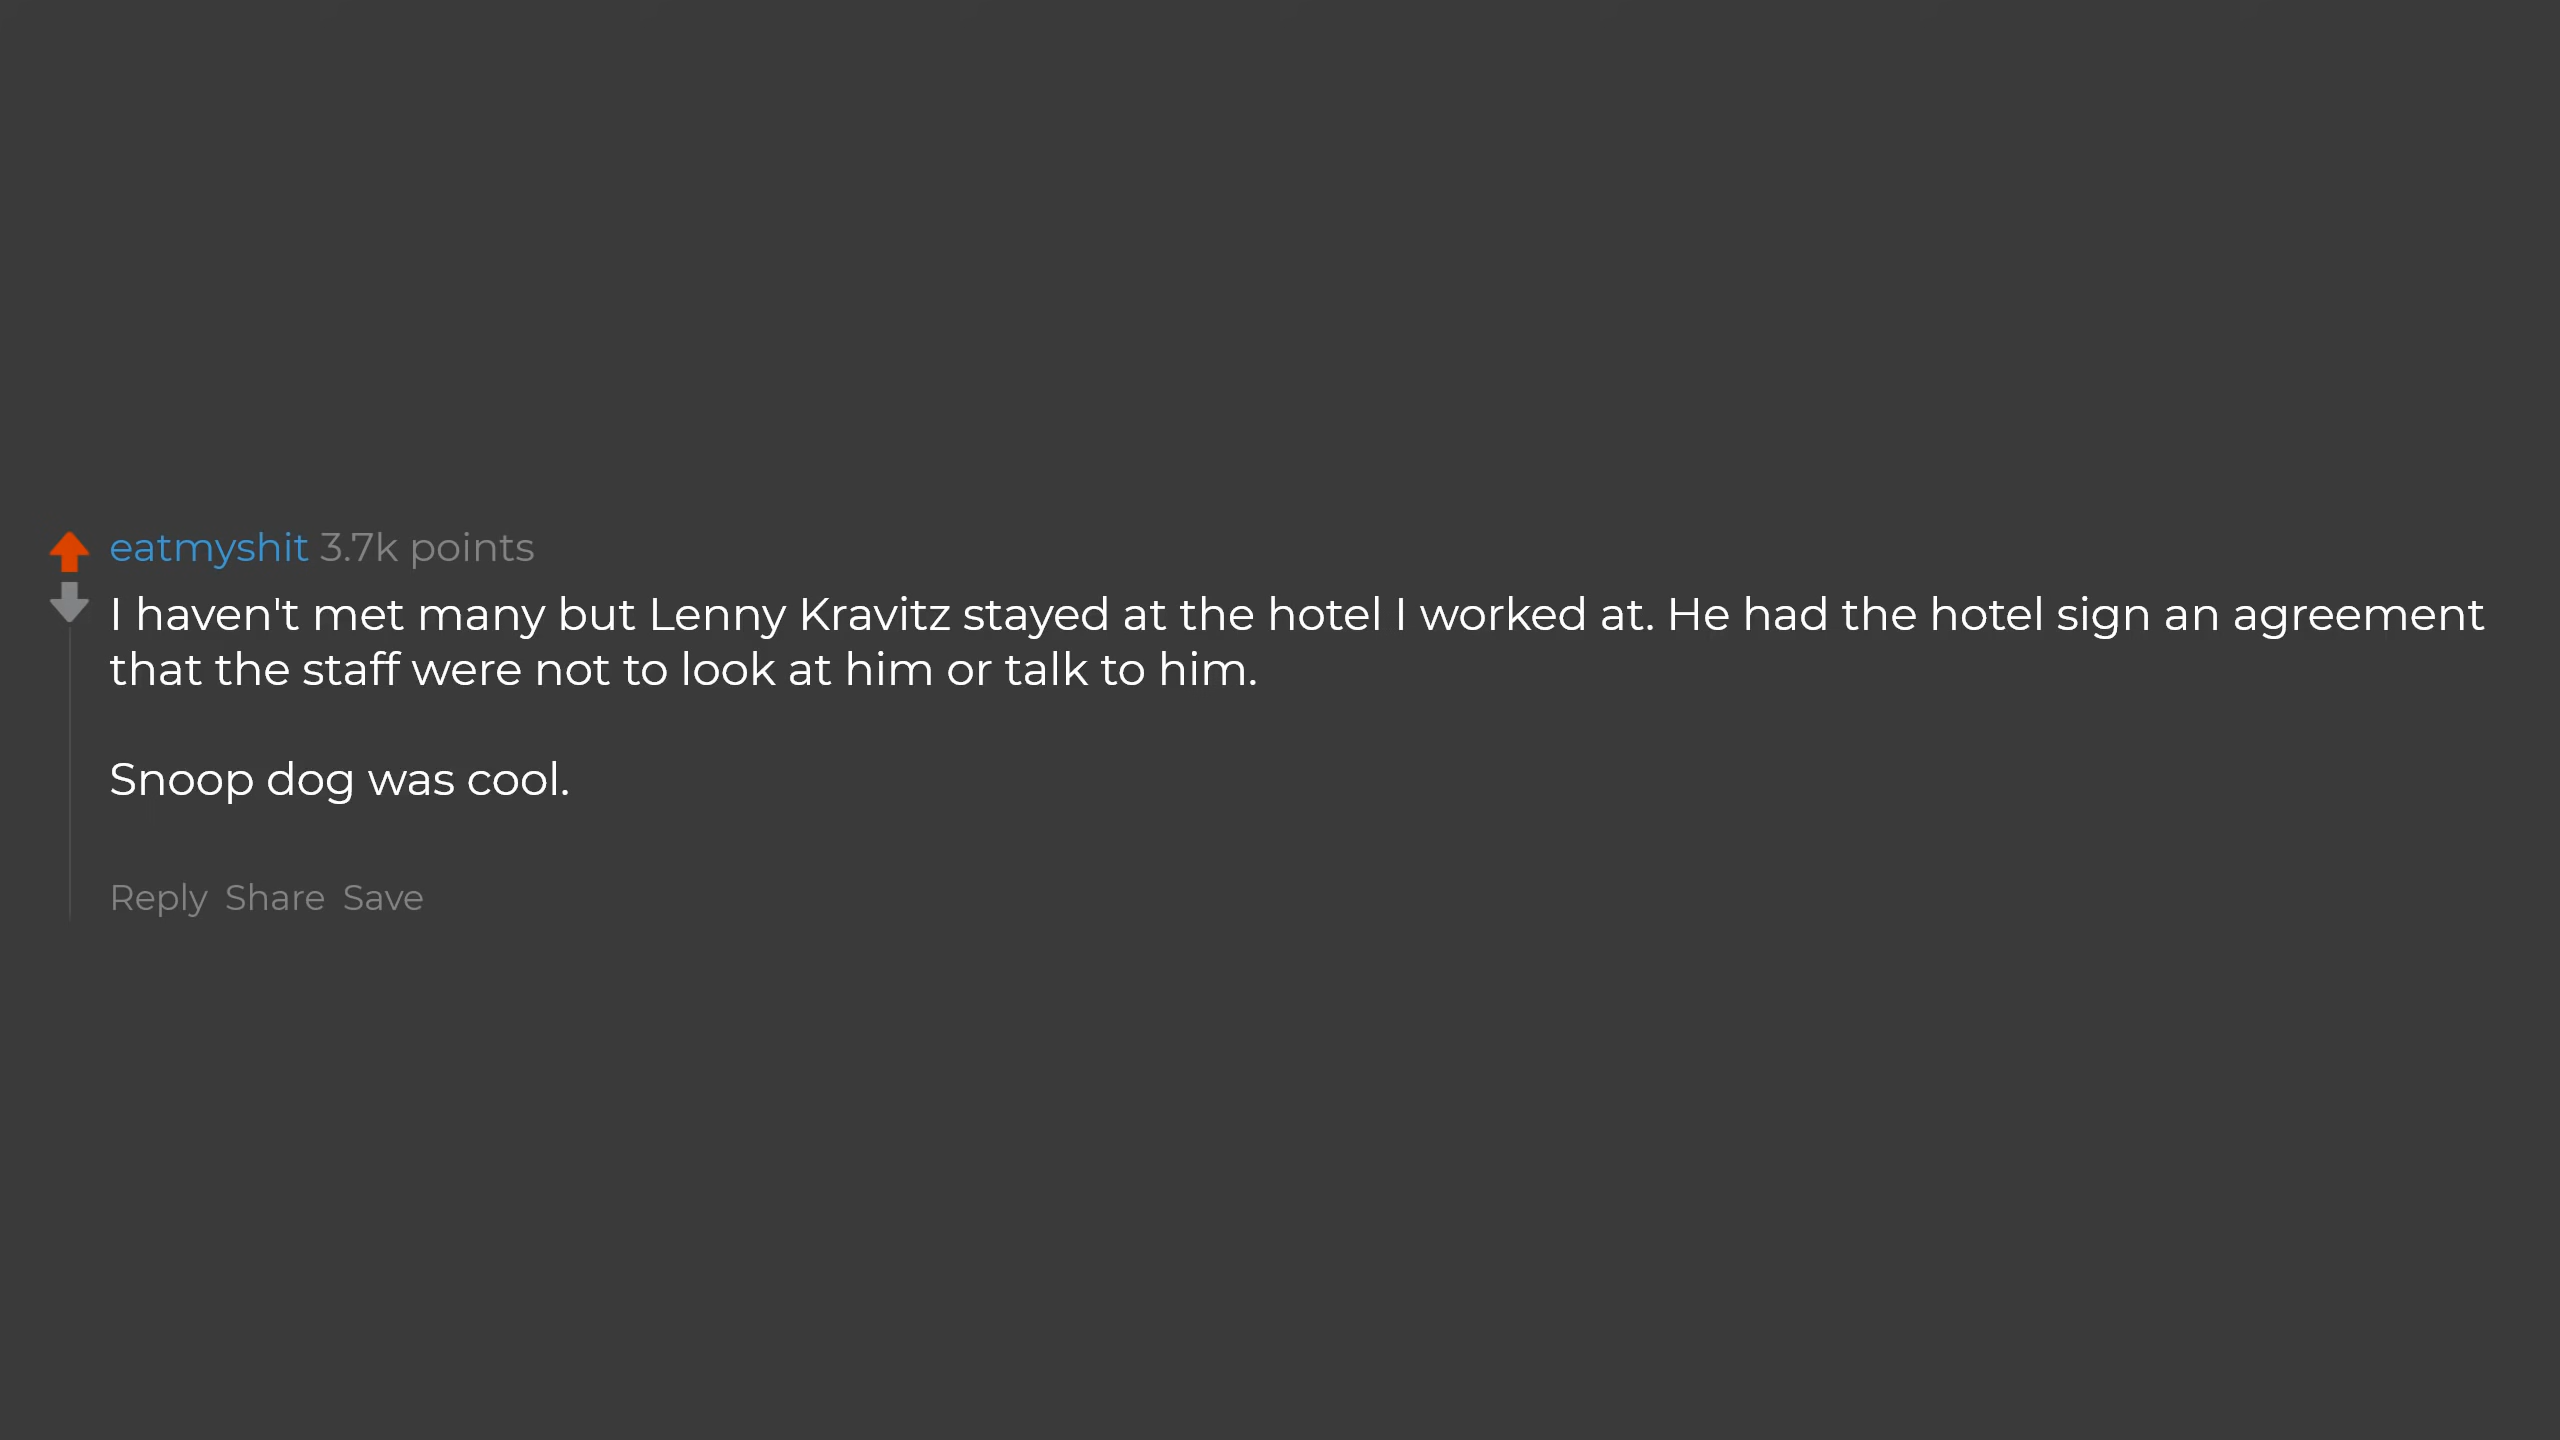 eatmyshit 3.7k points
I haven't met many but Lenny Kravitz stayed at the hotel I worked at. He had the hotel sign an agreement
that the staff were not to look at him or talk to him.
Snoop dog was cool.
Reply Share Save